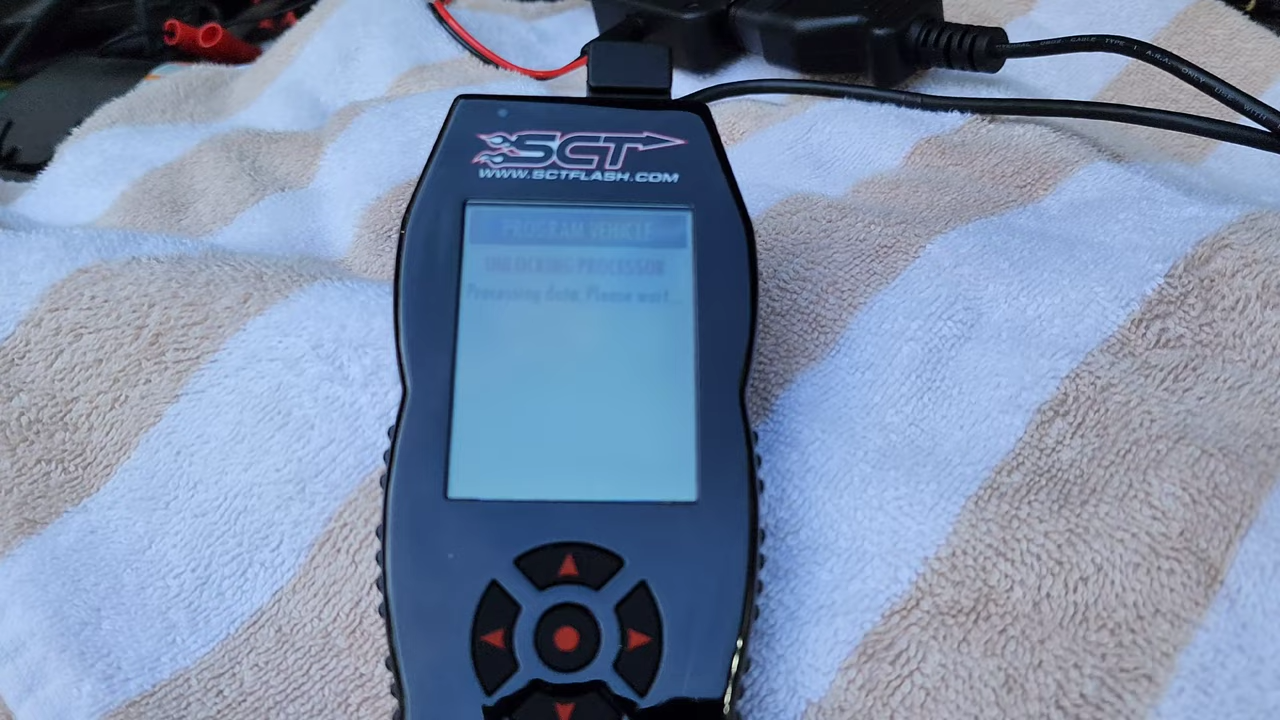 SCT
WWW.SCTFLASH.COM
PROGRAM VEHICLE
UNLOCKING PROCESSOR
Processing data. Please wait...